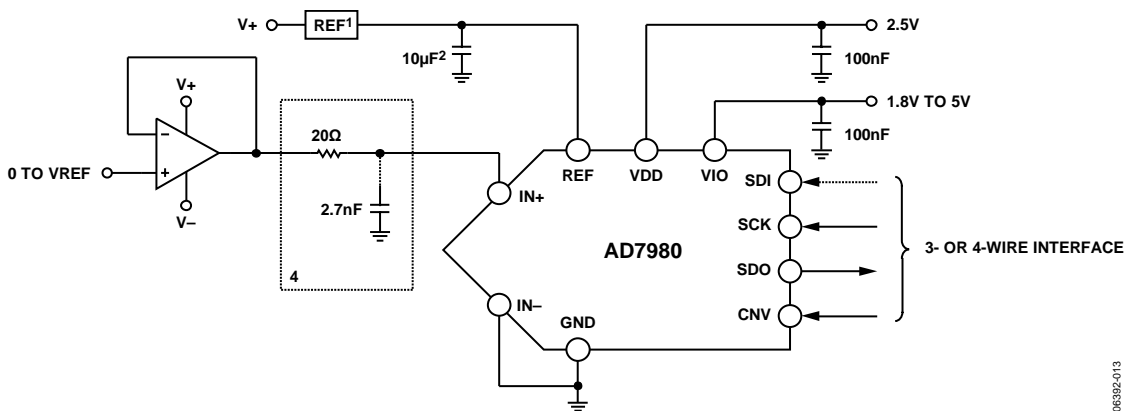 V+ REF1 10µF2 2.5V
100nF
1.8V TO 5V
100nF
V+
–
+
0 TO VREF
V–
20Ω
2.7nF
4
REF VDD VIO
IN+
IN–
GND
AD7980
SDI
SCK
SDO
CNV
3- OR 4-WIRE INTERFACE
06392-013